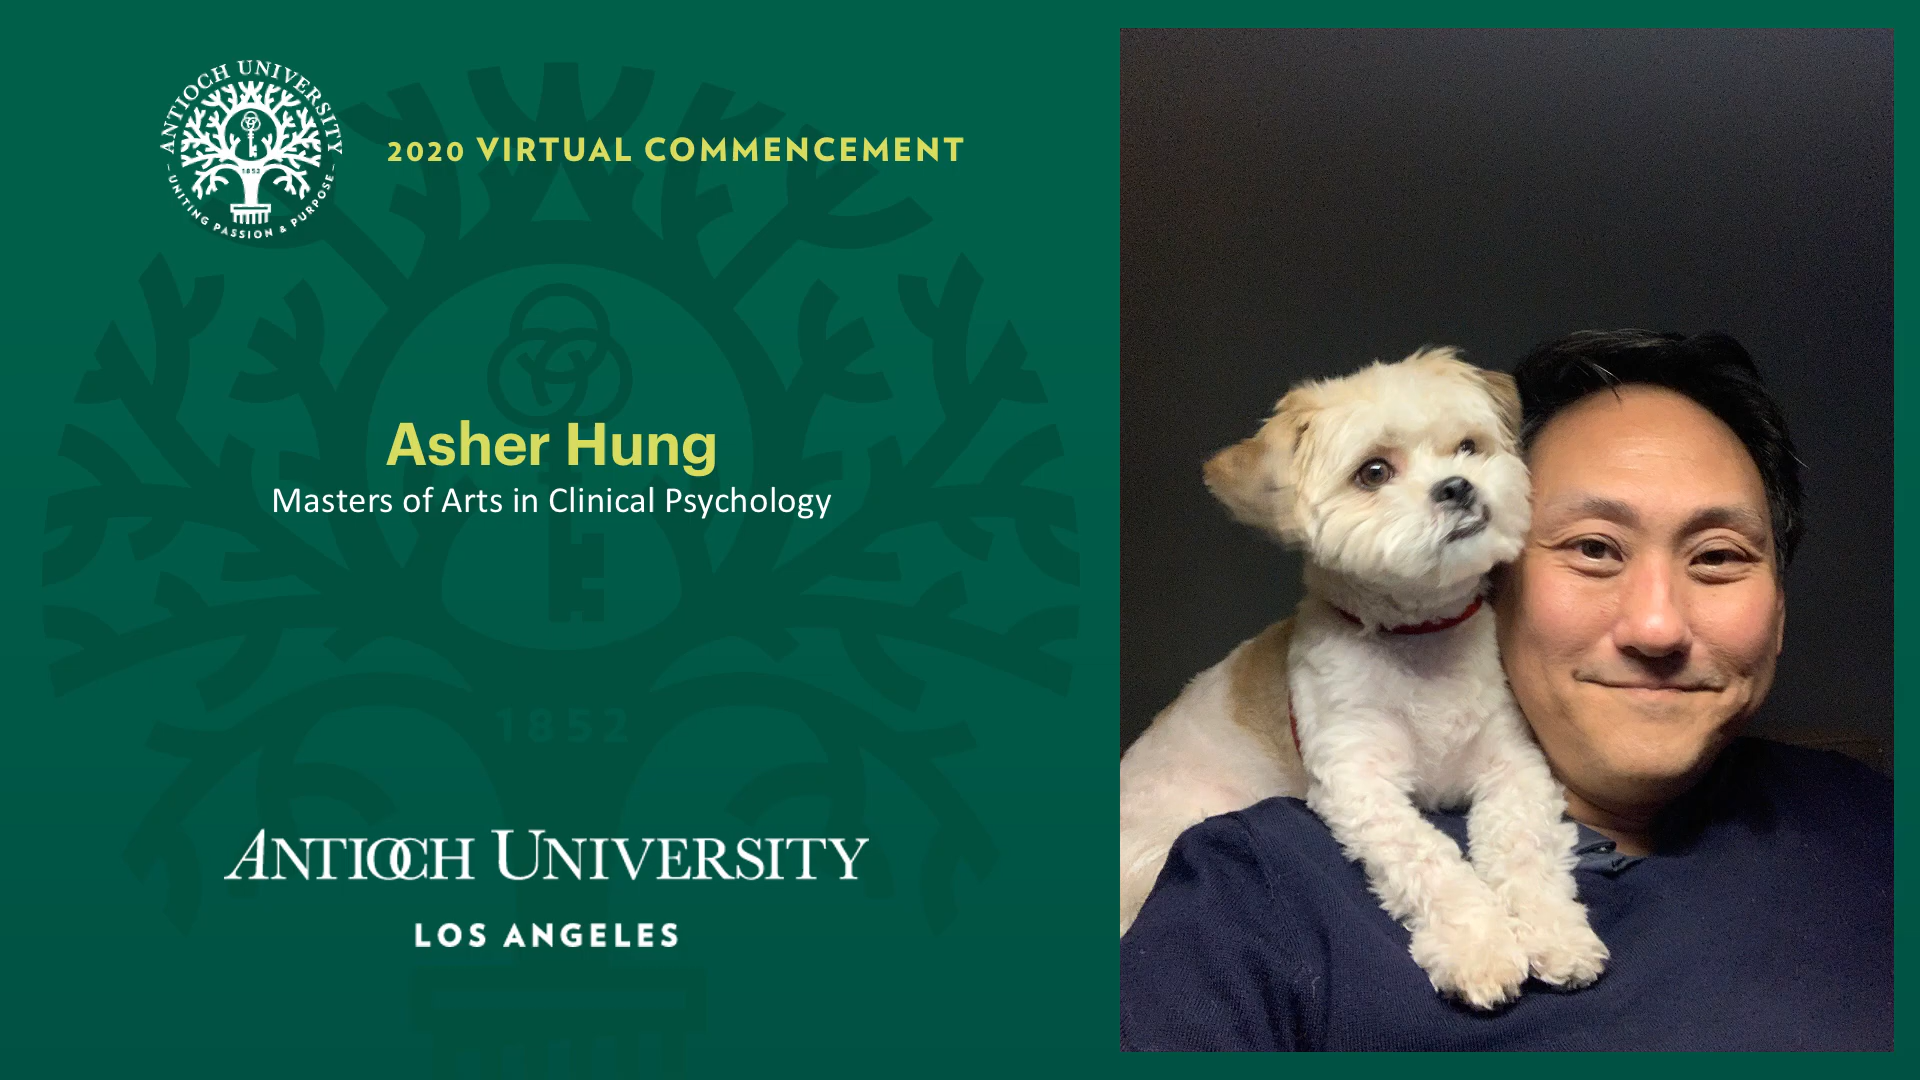 ANTIOCH UNIVERSITY
1852
– UNITING PASSION & PURPOSE –
2020 VIRTUAL COMMENCEMENT
Asher Hung
Masters of Arts in Clinical Psychology
1852
ANTIOCH UNIVERSITY
LOS ANGELES